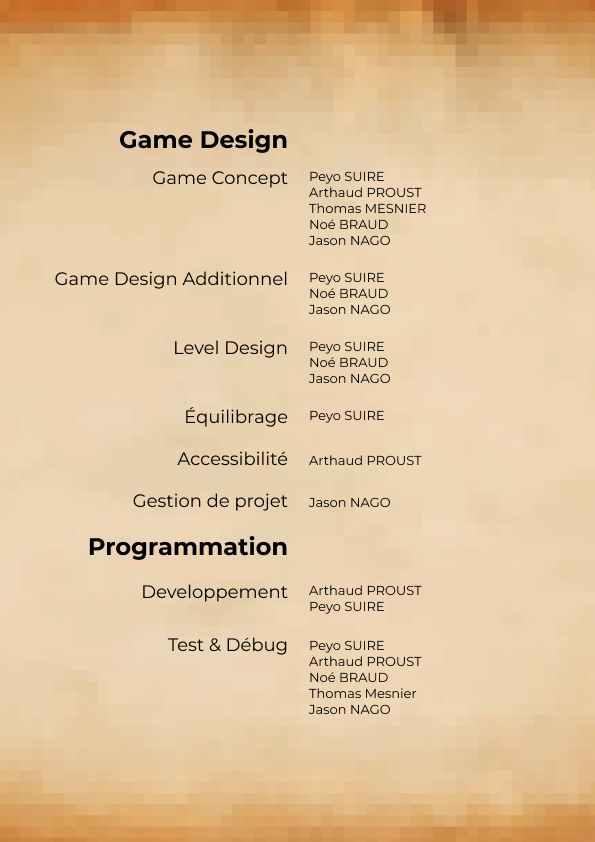 Game Design
Game Concept
Peyo SUIRE
Arthaud PROUST
Thomas MESNIER
Noé BRAUD
Jason NAGO
Game Design Additionnel
Peyo SUIRE
Noé BRAUD
Jason NAGO
Level Design
Peyo SUIRE
Noé BRAUD
Jason NAGO
Équilibrage
Peyo SUIRE
Accessibilité
Arthaud PROUST
Gestion de projet
Jason NAGO
Programmation
Developpement
Arthaud PROUST
Peyo SUIRE
Test & Débug
Peyo SUIRE
Arthaud PROUST
Noé BRAUD
Thomas Mesnier
Jason NAGO